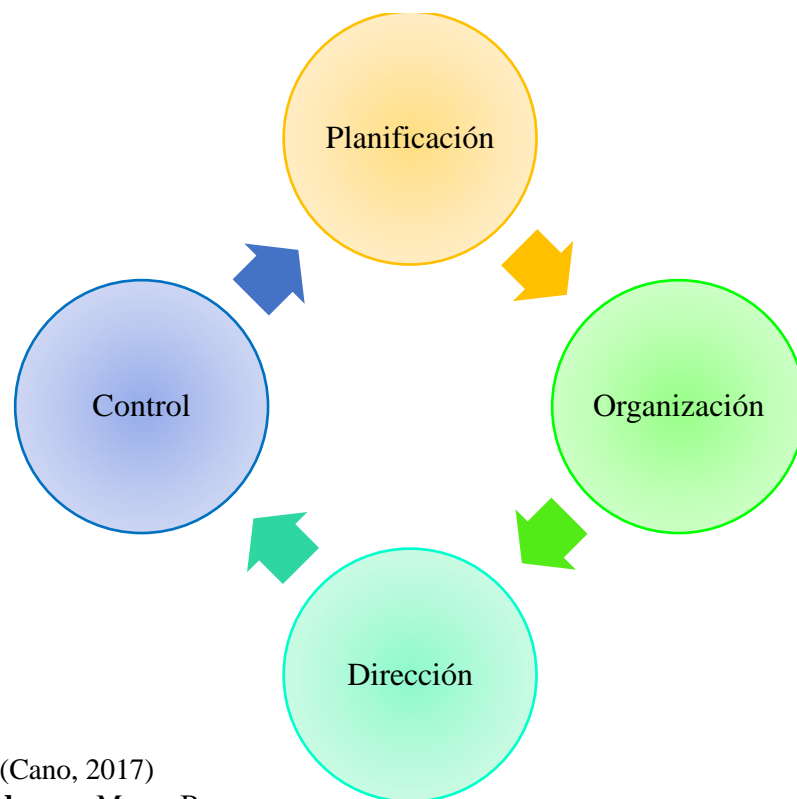 Planificación
Control
Organización
Dirección
(Cano, 2017)